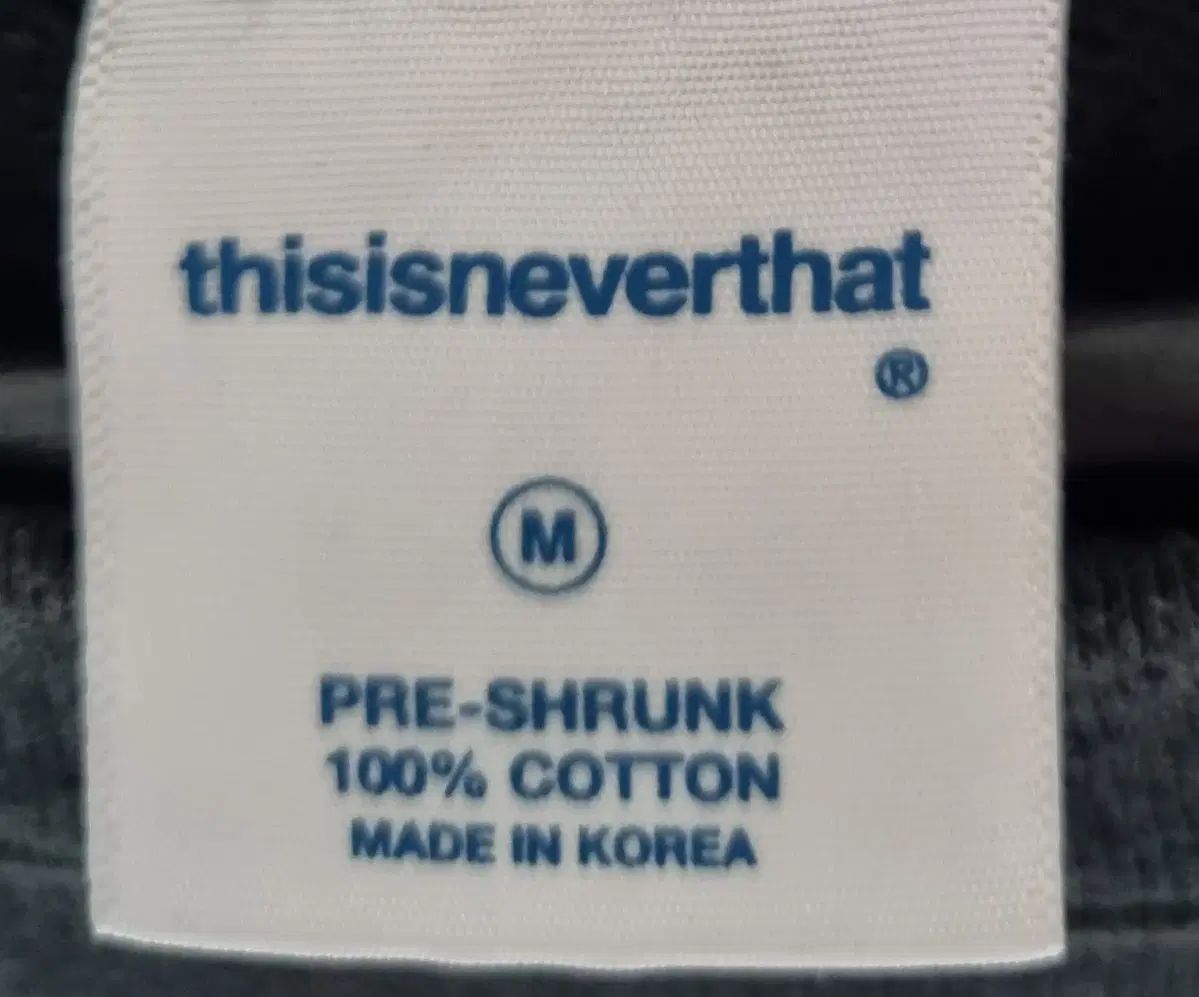 thisisneverthat
®
M
PRE-SHRUNK
100% COTTON
MADE IN KOREA